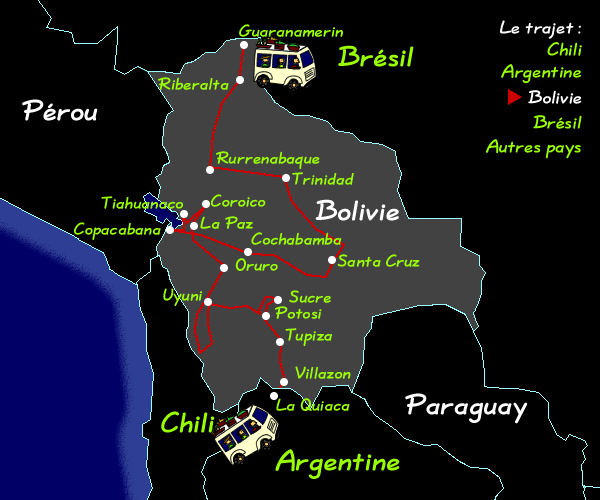 Guaranamerin
Le trajet :
Brésil
Chili
Argentine
Riberalta
Bolivie
Pérou
Brésil
Autres pays
Rurrenabaque
Trinidad
Tiahuanaco
Coroico
Bolivie
La Paz
Copacabana
Cochabamba
Oruro
Santa Cruz
Uyuni
Sucre
Potosi
Tupiza
Villazon
La Quiaca
Paraguay
Chili
Argentine